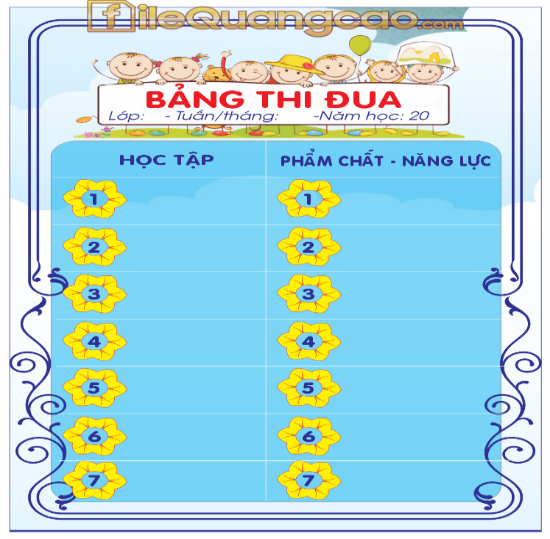 fileQuangcao.com
BẢNG THI ĐUA
Lớp: - Tuần/tháng: -Năm học: 20
HỌC TẬP PHẨM CHẤT - NĂNG LỰC
1 1
2 2
3 3
4 4
5 5
6 6
7 7